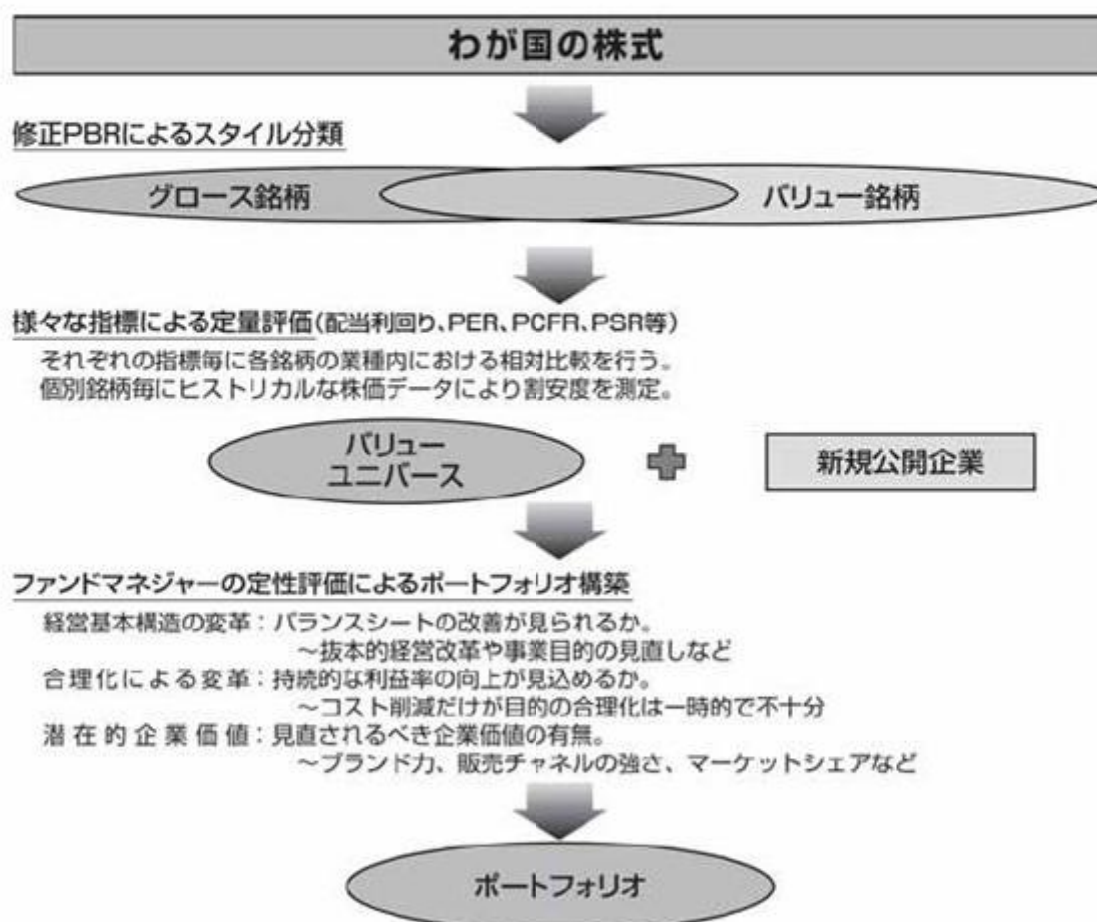 わが国の株式
修正PBRによるスタイル分類
グロース銘柄
バリュー銘柄
様々な指標による定量評価(配当利回り、PER、PCFR、PSR等)
それぞれの指標毎に各銘柄の業種内における相対比較を行う。
個別銘柄毎にヒストリカルな株価データにより割安度を測定。
バリュー
ユニバース
新規公開企業
ファンドマネジャーの定性評価によるポートフォリオ構築
経営基本構造の変革：バランスシートの改善が見られるか。
～抜本的経営改革や事業目的の見直しなど
合理化による変革：持続的な利益率の向上が見込めるか。
～コスト削減だけが目的の合理化は一時的で不十分
潜在的企業価値：見直されるべき企業価値の有無。
～ブランド力、販売チャネルの強さ、マーケットシェアなど
ポートフォリオ